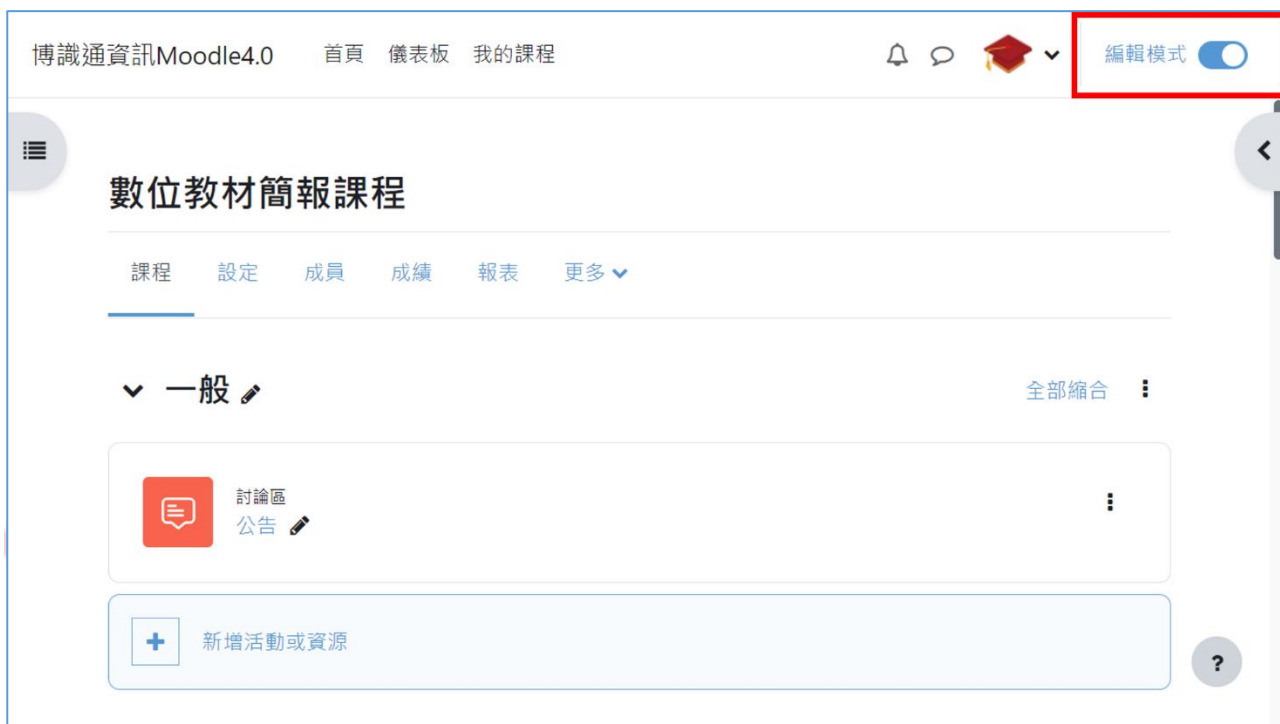 博識通資訊Moodle4.0 首頁 儀表板 我的課程 編輯模式
數位教材簡報課程
課程 設定 成員 成績 報表 更多
一般 全部縮合
討論區
公告
新增活動或資源
?